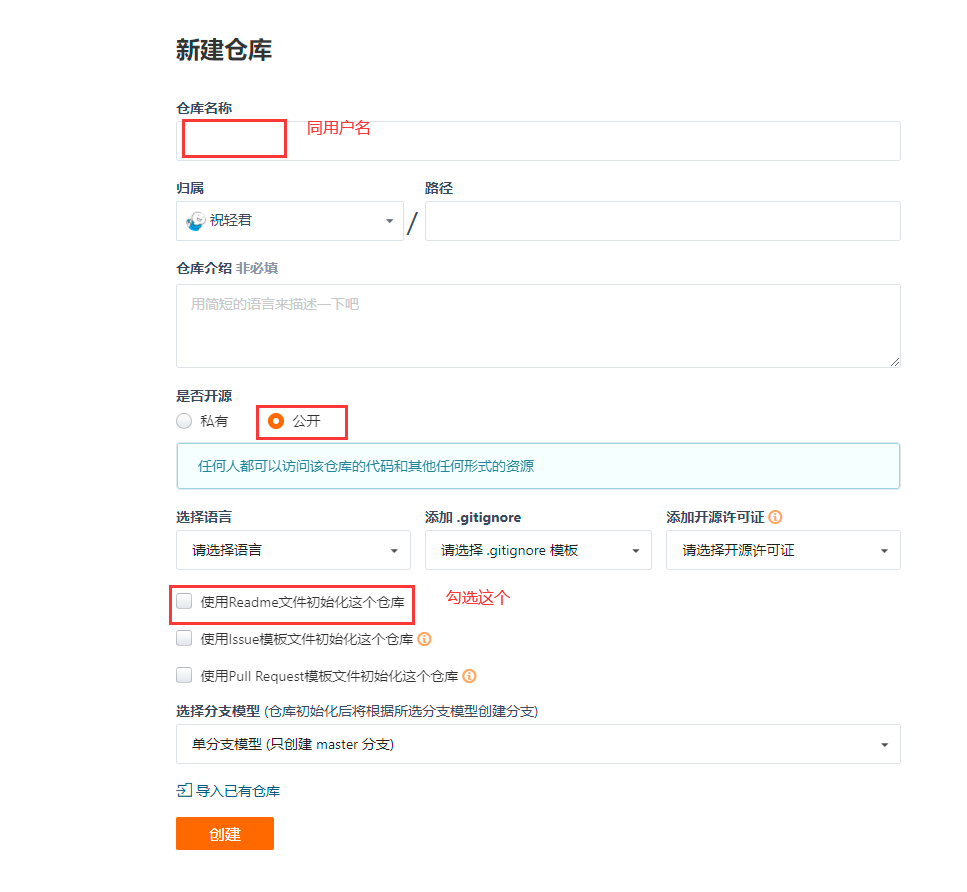 新建仓库
仓库名称
同用户名
归属 路径
祝轻君 /
仓库介绍 非必填
用简短的语言来描述一下吧
是否开源
私有 公开
任何人都可以访问该仓库的代码和其他任何形式的资源
选择语言 添加 .gitignore 添加开源许可证
请选择语言 请选择 .gitignore 模板 请选择开源许可证
使用Readme文件初始化这个仓库 勾选这个
使用Issue模板文件初始化这个仓库
使用Pull Request模板文件初始化这个仓库
选择分支模型 (仓库初始化后将根据所选分支模型创建分支)
单分支模型 (只创建 master 分支)
导入已有仓库
创建